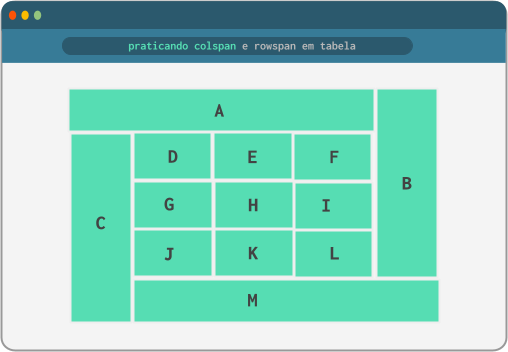 praticando colspan e rowspan em tabela
A
B
C
D E F
G H I
J K L
M